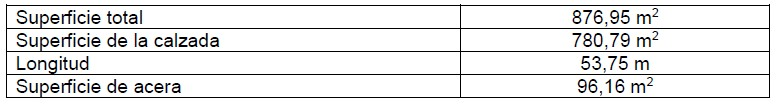 Superficie total 876,95 m²
Superficie de la calzada 780,79 m²
Longitud 53,75 m
Superficie de acera 96,16 m²